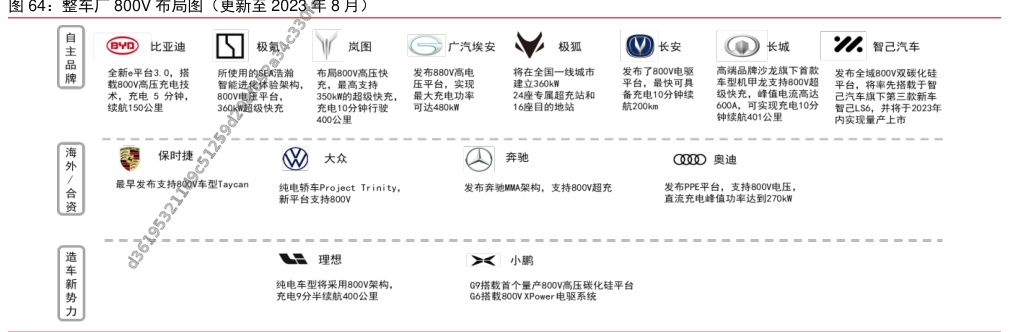 图 64：整车厂 800V 布局图（更新至 2023 年 8 月）
自主品牌
BYD 比亚迪
全新e平台3.0，搭
载800V高压充电技
术，充电 5 分钟，
续航150公里
极氪
所使用的SEA浩瀚
智能进化体验架构，
800V电压平台，
360kW超级快充
岚图
布局800V高压快
充，最高支持
350kW的超级快充，
充电10分钟行驶
400公里
广汽埃安
发布880V高电
压平台，实现
最大充电功率
可达480kW
极狐
将在全国一线城市
建立360kW
24座专属超充站和
16座目的地站
长安
发布了800V电驱
平台，最快可具
备充电10分钟续
航200km
长城
高端品牌沙龙旗下首款
车型机甲龙支持800V超
级快充，峰值电流高达
600A，可实现充电10分
钟续航401公里
智己汽车
发布全域800V双碳化硅
平台，将率先搭载于智
己汽车旗下第三款新车
智己LS6，并将于2023年
内实现量产上市
海外/合资
保时捷
最早发布支持800V车型Taycan
大众
纯电轿车Project Trinity，
新平台支持800V
奔驰
发布奔驰MMA架构，支持800V超充
奥迪
发布PPE平台，支持800V电压，
直流充电峰值功率达到270kW
造车新势力
理想
纯电车型将采用800V架构，
充电9分半续航400公里
小鹏
G9搭载首个量产800V高压碳化硅平台
G6搭载800V XPower电驱系统